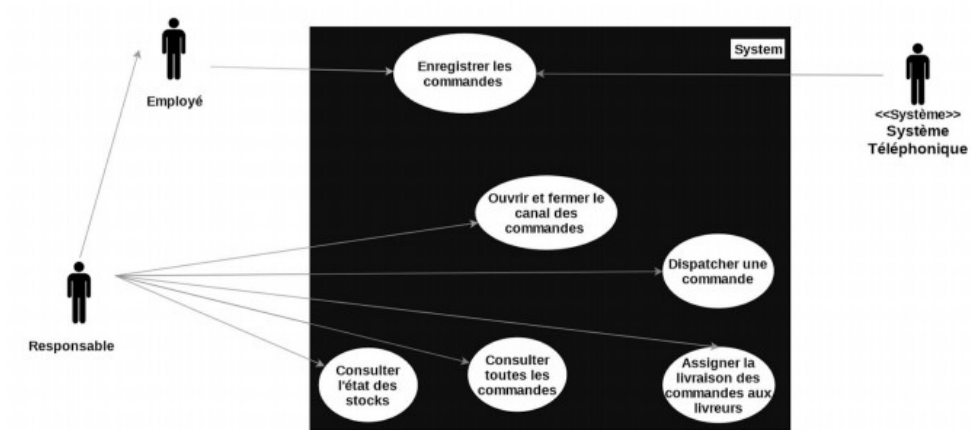 System
Enregistrer les
commandes
Employé
<<Système>>
Système
Téléphonique
Ouvrir et fermer le
canal des
commandes
Dispatcher une
commande
Responsable
Consulter
l'état des
stocks
Consulter
toutes les
commandes
Assigner la
livraison des
commandes aux
livreurs